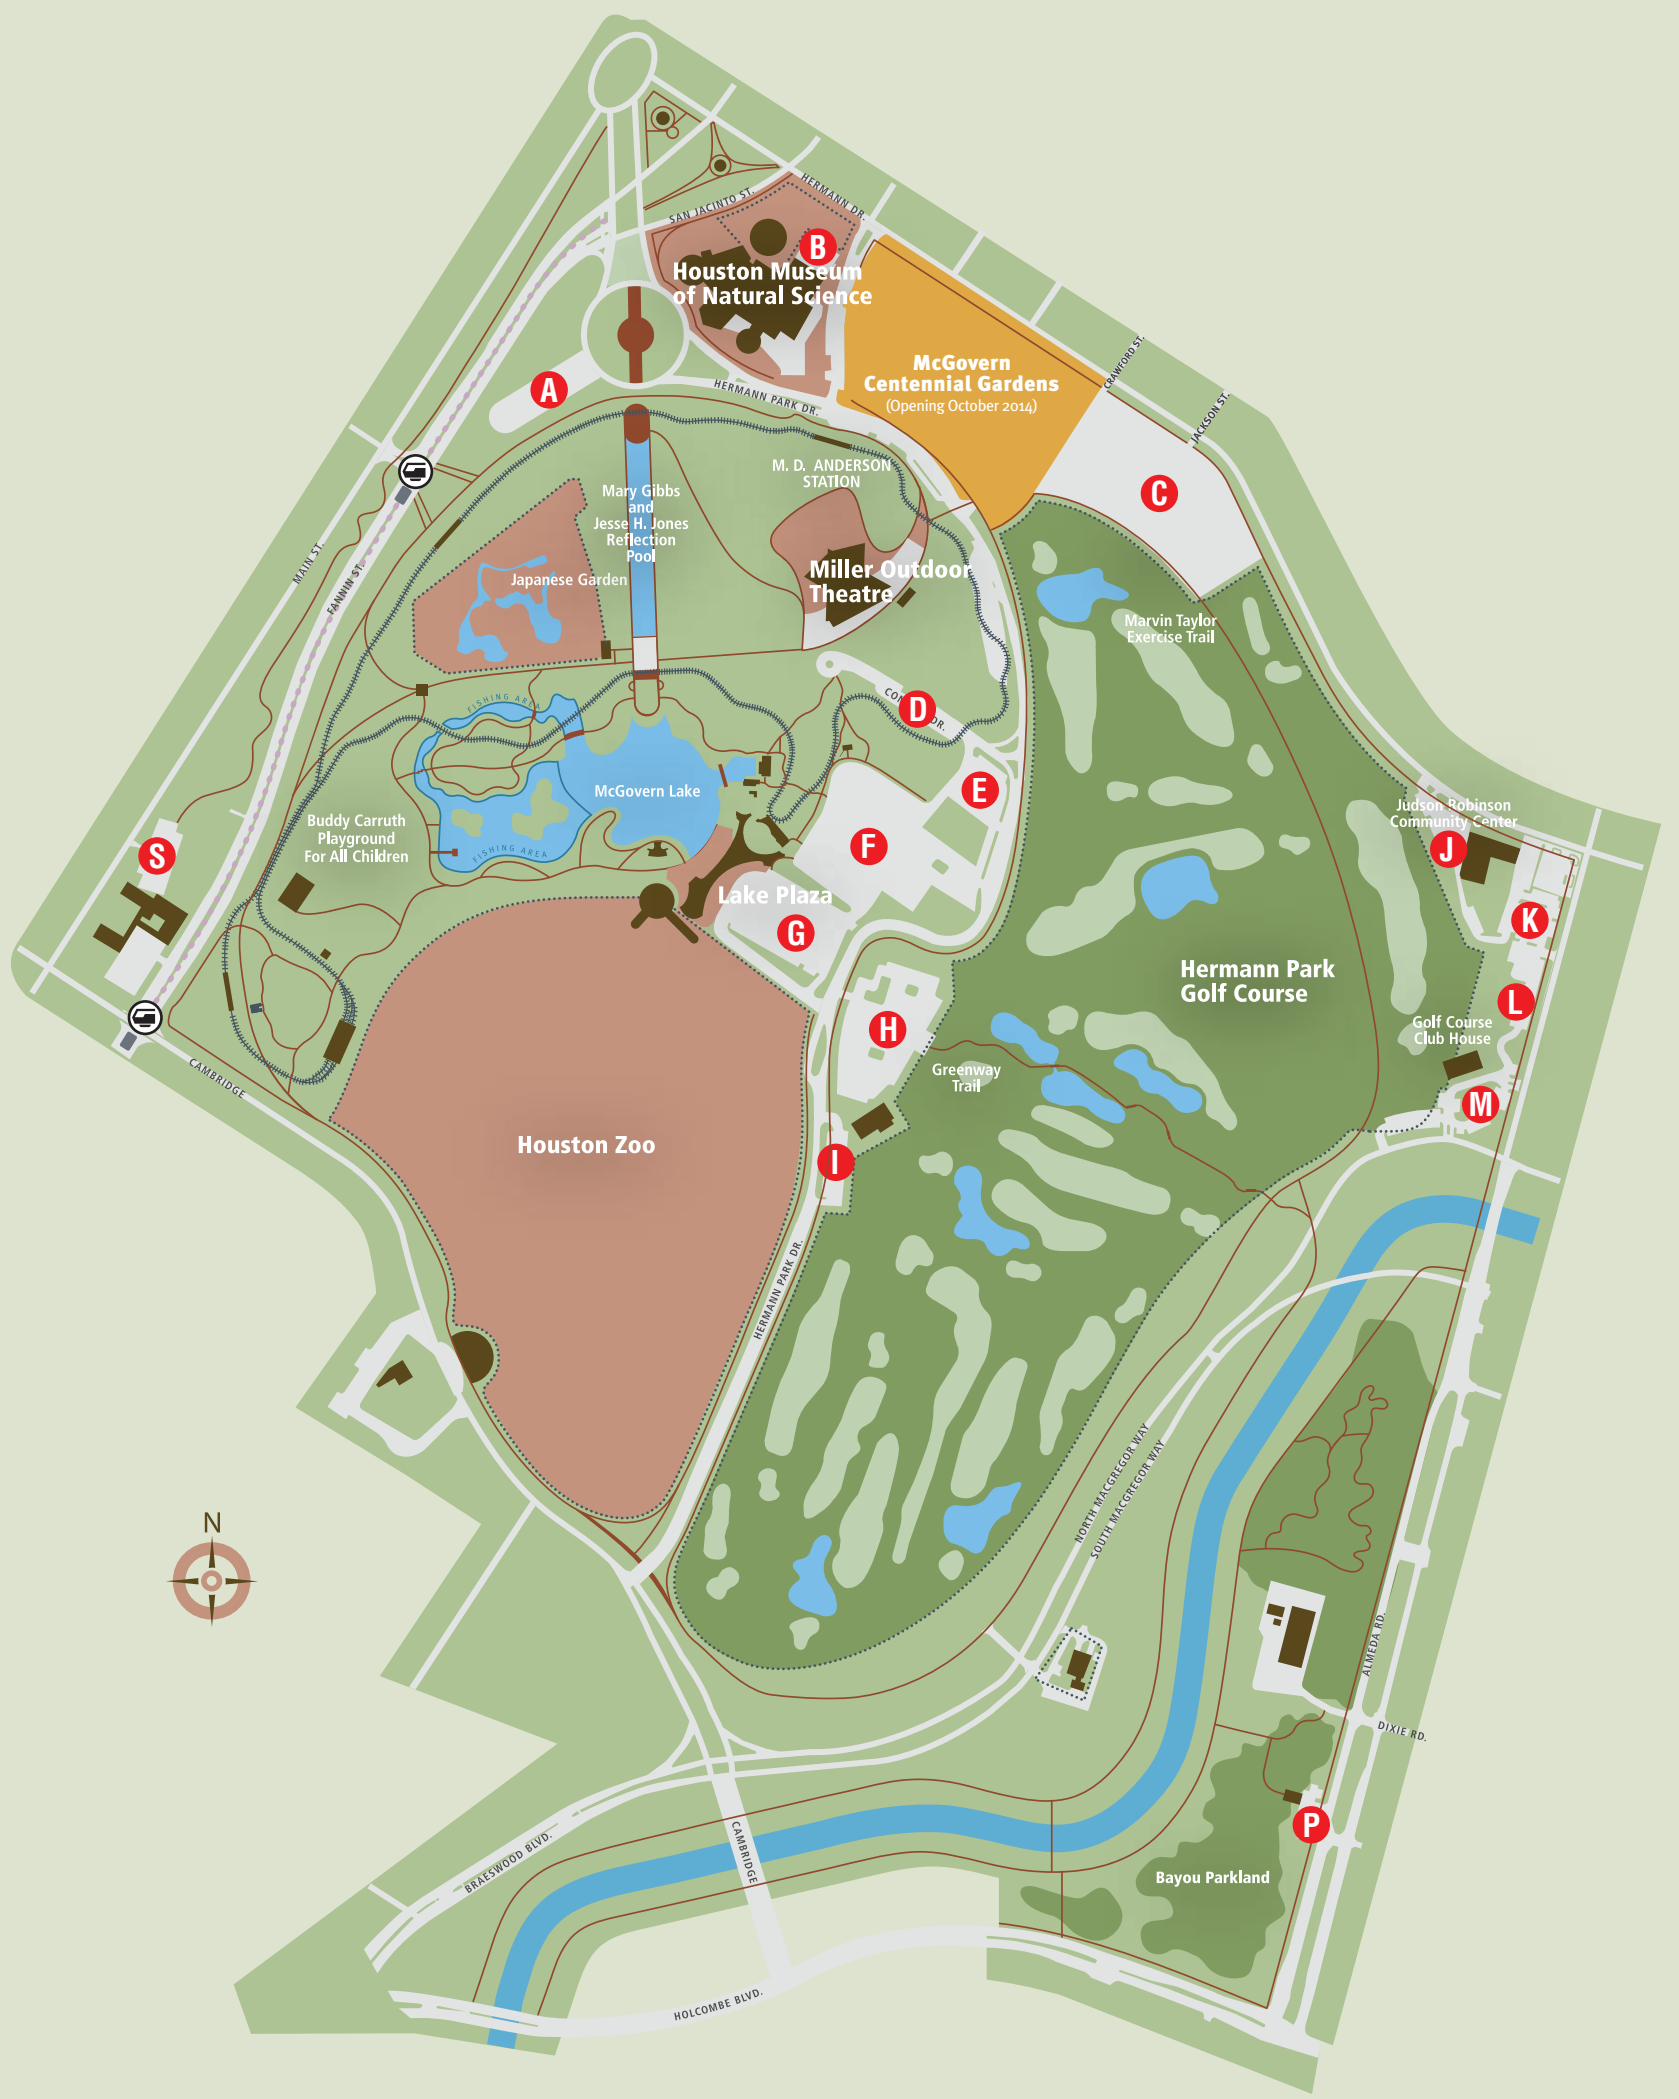 HERMANN DR.
SAN JACINTO ST.
B
Houston Museum
of Natural Science
McGovern
Centennial Gardens
(Opening October 2014)
CRAWFORD ST.
JACKSON ST.
A
HERMANN PARK DR.
M. D. ANDERSON
STATION
C
Mary Gibbs
and
Jesse H. Jones
Reflection
Pool
MAIN ST.
FANNIN ST.
Japanese Garden
Miller Outdoor
Theatre
Marvin Taylor
Exercise Trail
FISHING AREA
D
McGovern Lake
E
Judson Robinson
Community Center
Buddy Carruth
Playground
For All Children
FISHING AREA
S
F
J
Lake Plaza
G
K
Hermann Park
Golf Course
L
H
Golf Course
Club House
Greenway
Trail
CAMBRIDGE
M
Houston Zoo
I
HERMANN PARK DR.
NORTH MACGREGOR WAY
SOUTH MACGREGOR WAY
N
ALMEDA RD.
DIXIE RD.
P
BRAESWOOD BLVD.
CAMBRIDGE
Bayou Parkland
HOLCOMBE BLVD.